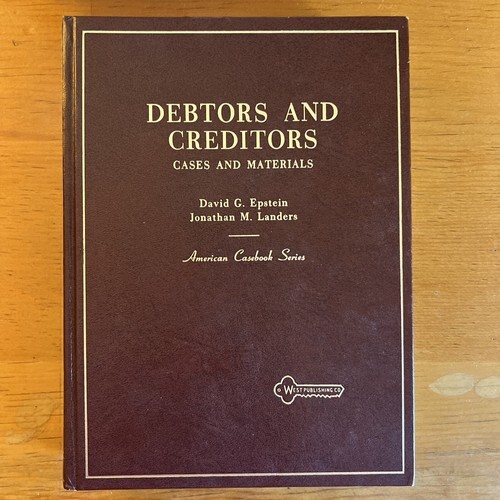 DEBTORS AND
CREDITORS
CASES AND MATERIALS
David G. Epstein
Jonathan M. Landers
American Casebook Series
WEST PUBLISHING CO